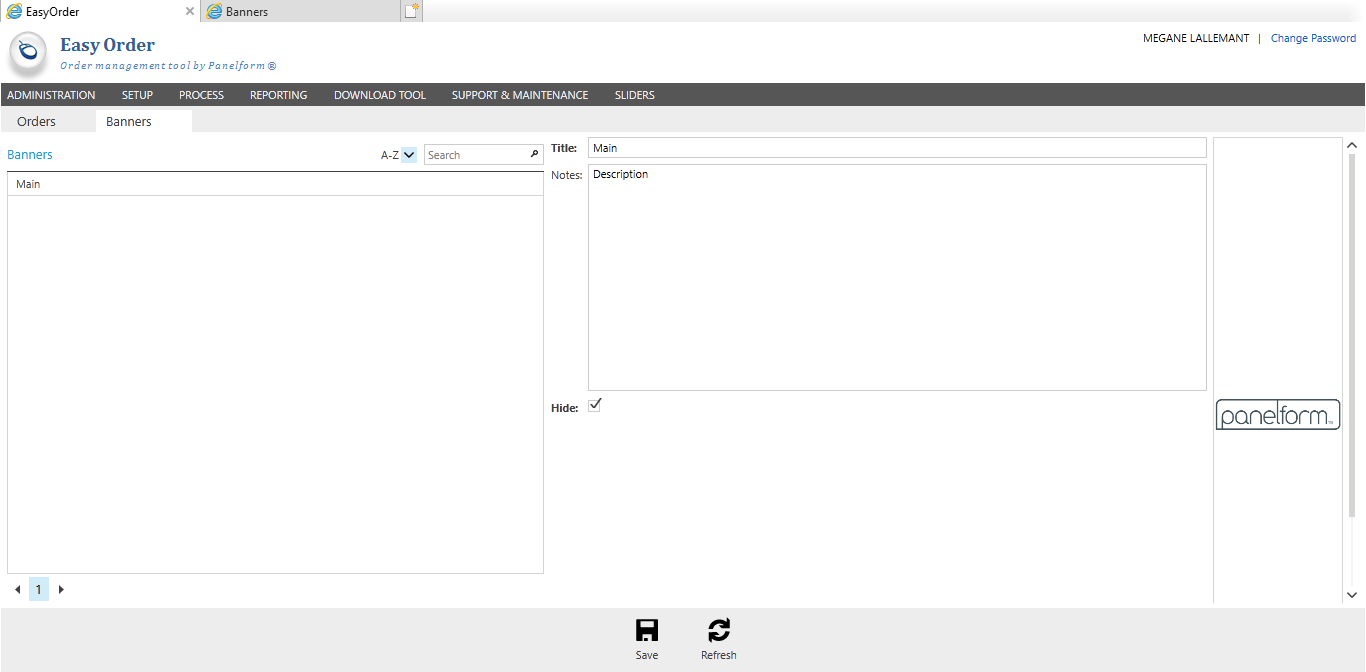 EasyOrder
Banners
Easy Order
Order management tool by Panelform ®
MEGANE LALLEMANT | Change Password
ADMINISTRATION SETUP PROCESS REPORTING DOWNLOAD TOOL SUPPORT & MAINTENANCE SLIDERS
Orders Banners
Banners A-Z Search
Main
1
Title: Main
Notes: Description
Hide:
panelform
Save Refresh